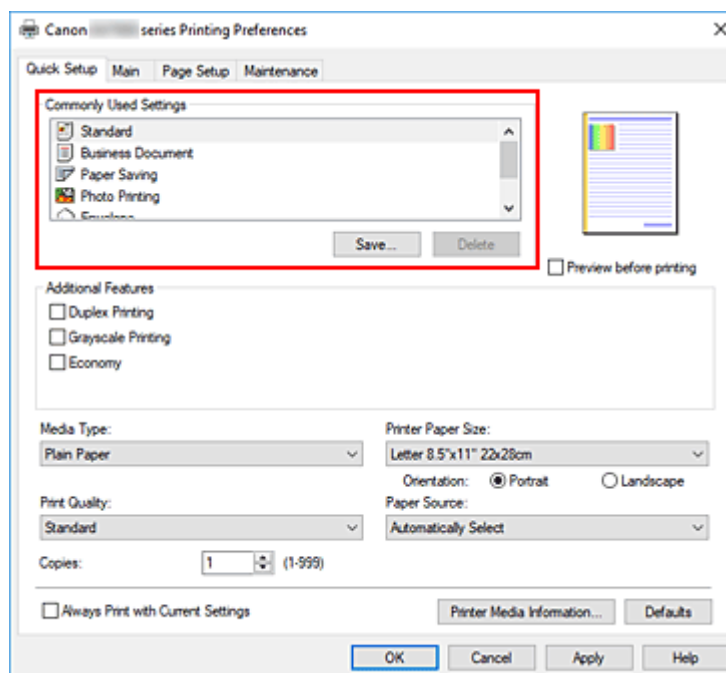 Canon series Printing Preferences
Quick Setup Main Page Setup Maintenance
Commonly Used Settings
Standard
Business Document
Paper Saving
Photo Printing
Envelope
Save... Delete
Preview before printing
Additional Features
Duplex Printing
Grayscale Printing
Economy
Media Type: Printer Paper Size:
Plain Paper Letter 8.5"x11" 22x28cm
Orientation: Portrait Landscape
Print Quality: Paper Source:
Standard Automatically Select
Copies: 1 (1-999)
Always Print with Current Settings Printer Media Information... Defaults
OK Cancel Apply Help